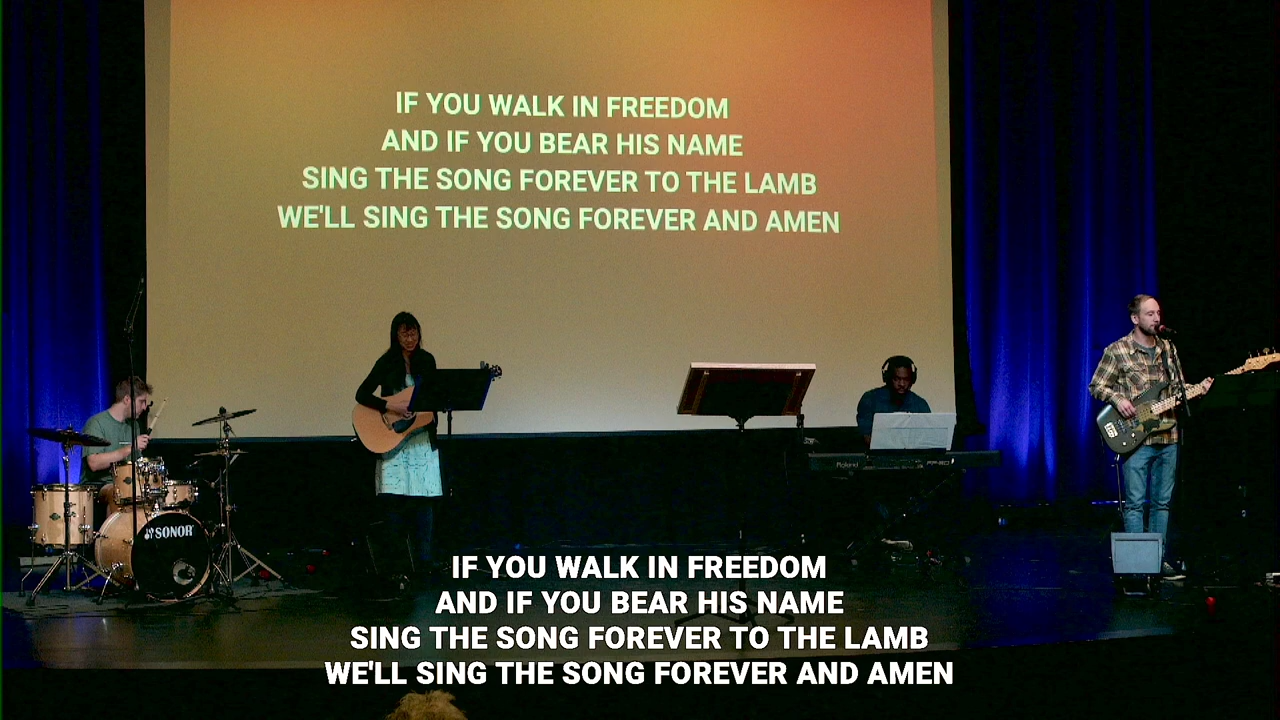 IF YOU WALK IN FREEDOM
AND IF YOU BEAR HIS NAME
SING THE SONG FOREVER TO THE LAMB
WE'LL SING THE SONG FOREVER AND AMEN
Roland
SONOR
IF YOU WALK IN FREEDOM
AND IF YOU BEAR HIS NAME
SING THE SONG FOREVER TO THE LAMB
WE'LL SING THE SONG FOREVER AND AMEN